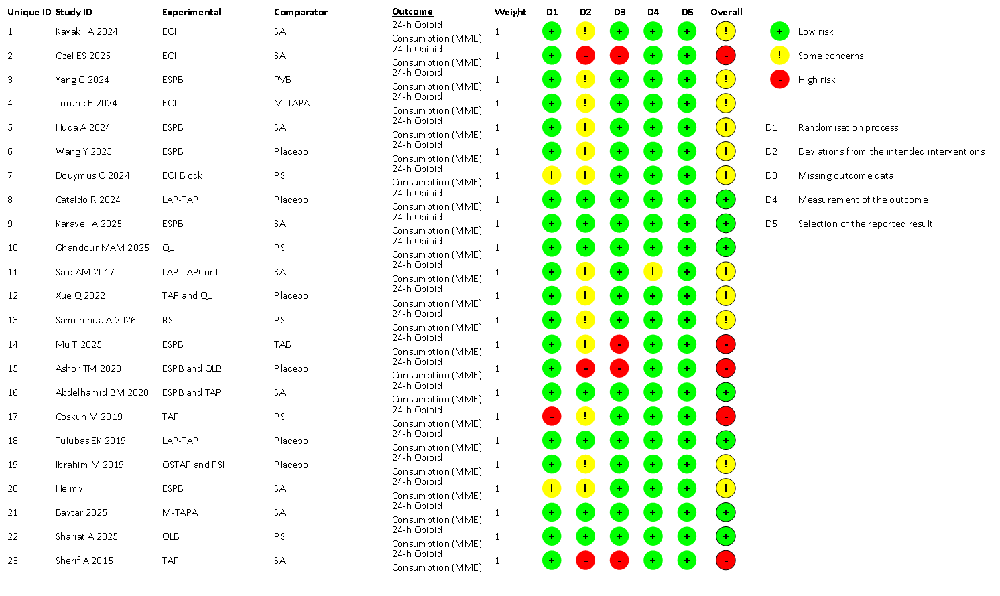 Unique ID Study ID Experimental Comparator Outcome Weight D1 D2 D3 D4 D5 Overall
1 Kavakli A 2024 EOI SA 24-h Opioid Consumption (MME) 1 + ! + + + !
2 Ozel ES 2025 EOI SA 24-h Opioid Consumption (MME) 1 + - - + + -
3 Yang G 2024 ESPB PVB 24-h Opioid Consumption (MME) 1 + ! + + + !
4 Turunc E 2024 EOI M-TAPA 24-h Opioid Consumption (MME) 1 + ! + + + !
5 Huda A 2024 ESPB SA 24-h Opioid Consumption (MME) 1 + ! + + + !
6 Wang Y 2023 ESPB Placebo 24-h Opioid Consumption (MME) 1 + ! + + + !
7 Douymus O 2024 EOI Block PSI 24-h Opioid Consumption (MME) 1 ! ! + + + !
8 Cataldo R 2024 LAP-TAP Placebo 24-h Opioid Consumption (MME) 1 + + + + + +
9 Karaveli A 2025 ESPB SA 24-h Opioid Consumption (MME) 1 + + + + + +
10 Ghandour MAM 2025 QL PSI 24-h Opioid Consumption (MME) 1 + + + + + +
11 Said AM 2017 LAP-TAPCont SA 24-h Opioid Consumption (MME) 1 + ! + ! + !
12 Xue Q 2022 TAP and QL Placebo 24-h Opioid Consumption (MME) 1 + ! + + + !
13 Samerchua A 2026 RS PSI 24-h Opioid Consumption (MME) 1 + ! + + + !
14 Mu T 2025 ESPB TAB 24-h Opioid Consumption (MME) 1 + ! - + + -
15 Ashor TM 2023 ESPB and QLB Placebo 24-h Opioid Consumption (MME) 1 + - - + + -
16 Abdelhamid BM 2020 ESPB and TAP SA 24-h Opioid Consumption (MME) 1 + + + + + +
17 Coskun M 2019 TAP PSI 24-h Opioid Consumption (MME) 1 - ! + + + -
18 Tulübas EK 2019 LAP-TAP Placebo 24-h Opioid Consumption (MME) 1 + + + + + +
19 Ibrahim M 2019 OSTAP and PSI Placebo 24-h Opioid Consumption (MME) 1 + ! + + + !
20 Helmy ESPB SA 24-h Opioid Consumption (MME) 1 ! ! + + + !
21 Baytar 2025 M-TAPA SA 24-h Opioid Consumption (MME) 1 + + + + + +
22 Shariat A 2025 QLB PSI 24-h Opioid Consumption (MME) 1 + + + + + +
23 Sherif A 2015 TAP SA 24-h Opioid Consumption (MME) 1 + - - + + -
+ Low risk
! Some concerns
- High risk
D1 Randomisation process
D2 Deviations from the intended interventions
D3 Missing outcome data
D4 Measurement of the outcome
D5 Selection of the reported result